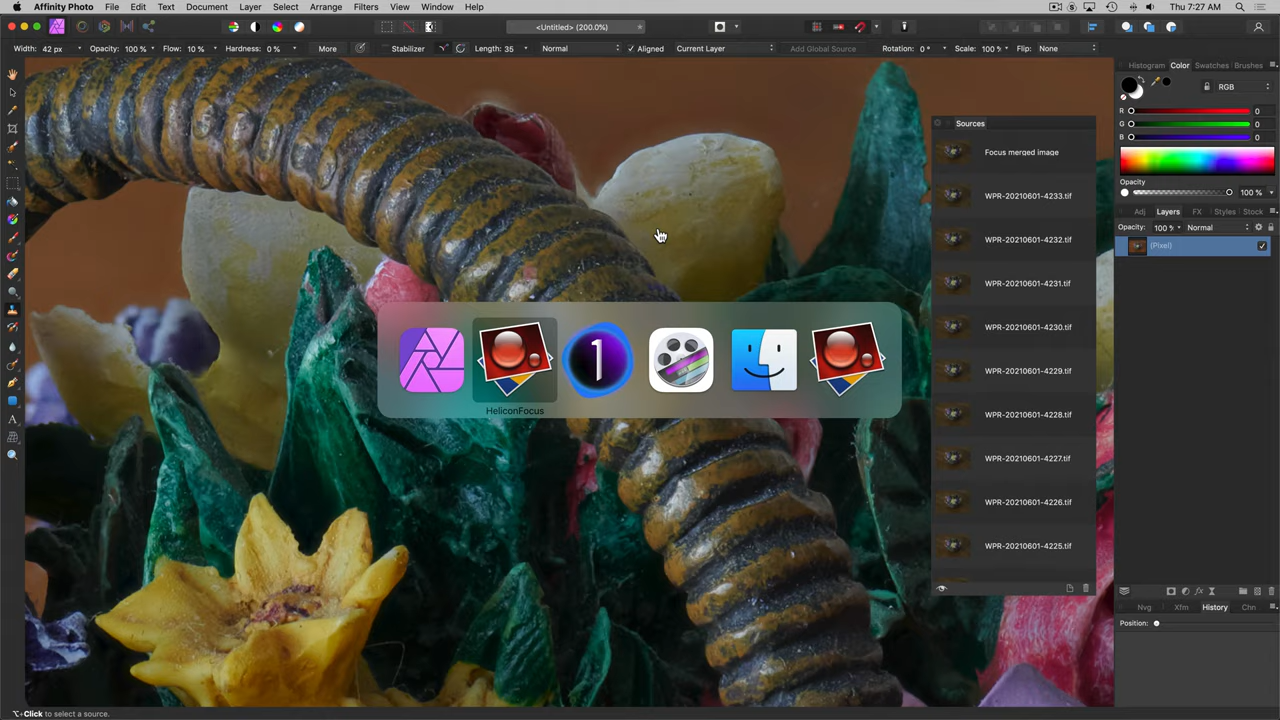 Affinity Photo File Edit Text Document Layer Select Arrange Filters View Window Help
Thu 7:27 AM
<Untitled> (200.0%)
Width: 42 px Opacity: 100 % Flow: 10 % Hardness: 0 % More Stabilizer Length: 35 Normal Aligned Current Layer Add Global Source Rotation: 0 ° Scale: 100 % Flip: None
Histogram Color Swatches Brushes
RGB
R 0
G 0
B 0
Opacity
100 %
Adj Layers FX Styles Stock
Opacity: 100 % Normal
(Pixel)
Sources
Focus merged image
WPR-20210601-4233.tif
WPR-20210601-4232.tif
WPR-20210601-4231.tif
WPR-20210601-4230.tif
WPR-20210601-4229.tif
WPR-20210601-4228.tif
WPR-20210601-4227.tif
WPR-20210601-4226.tif
WPR-20210601-4225.tif
HeliconFocus
Nvg Xfm History Chn
Position:
⌥+Click to select a source.